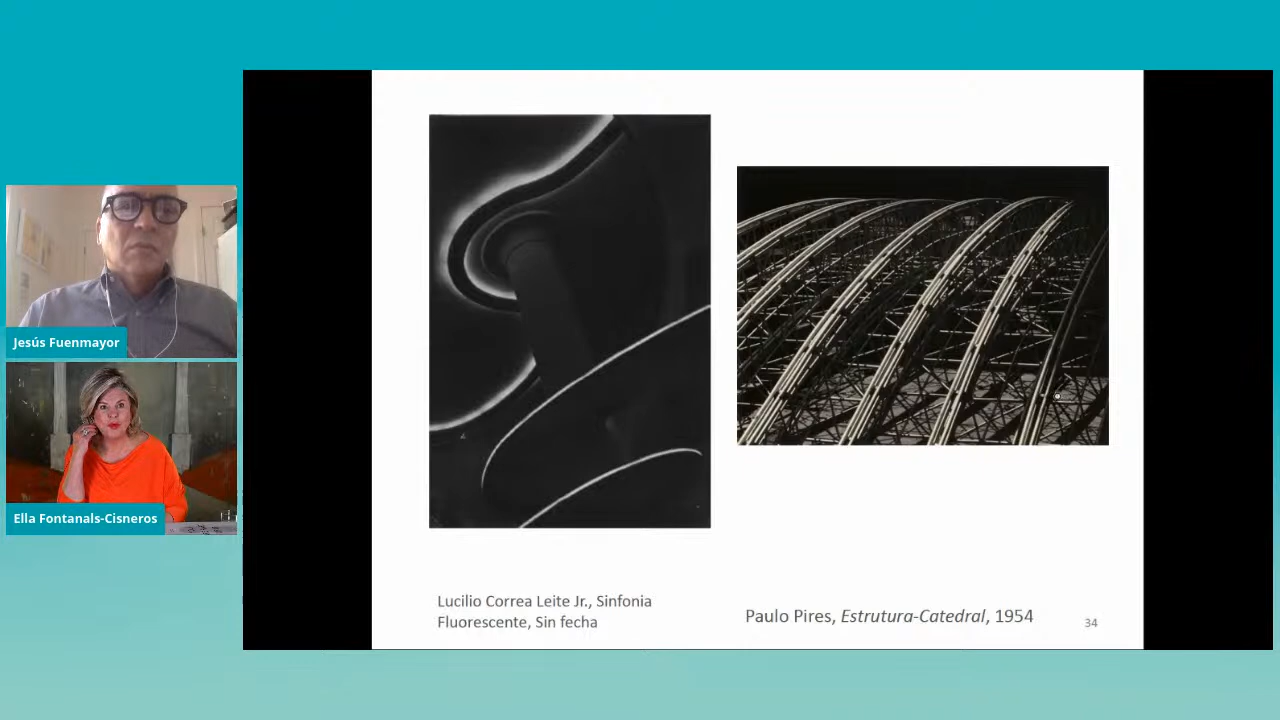 Jesús Fuenmayor
Ella Fontanals-Cisneros
Lucilio Correa Leite Jr., Sinfonia
Fluorescente, Sin fecha
Paulo Pires, Estrutura-Catedral, 1954
34